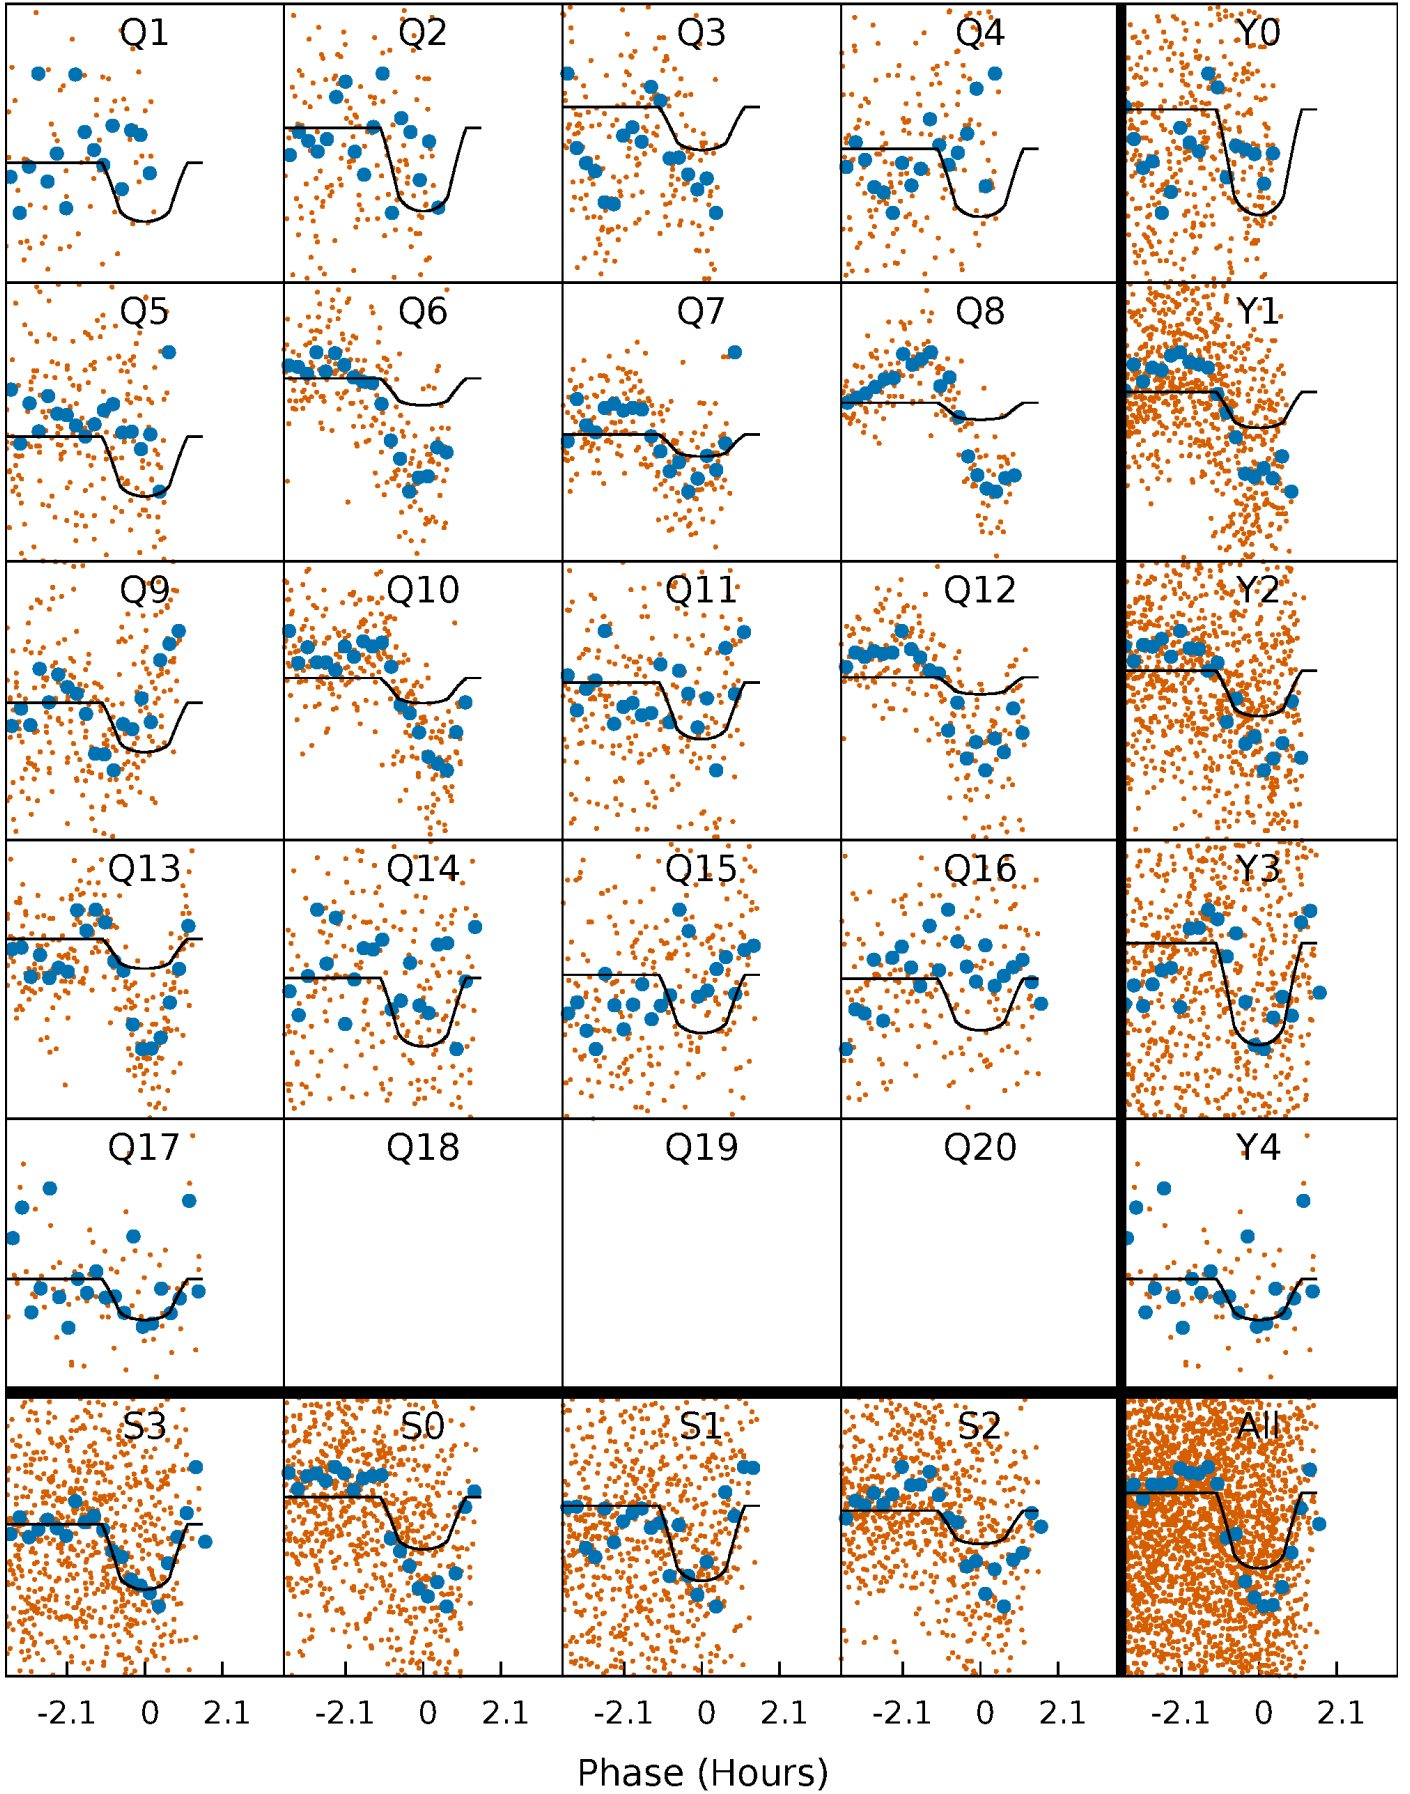 Q1 Q2 Q3 Q4 Y0
Q5 Q6 Q7 Q8 Y1
Q9 Q10 Q11 Q12 Y2
Q13 Q14 Q15 Q16 Y3
Q17 Q18 Q19 Q20 Y4
S3 S0 S1 S2 All
-2.1 0 2.1 -2.1 0 2.1 -2.1 0 2.1 -2.1 0 2.1 -2.1 0 2.1
Phase (Hours)